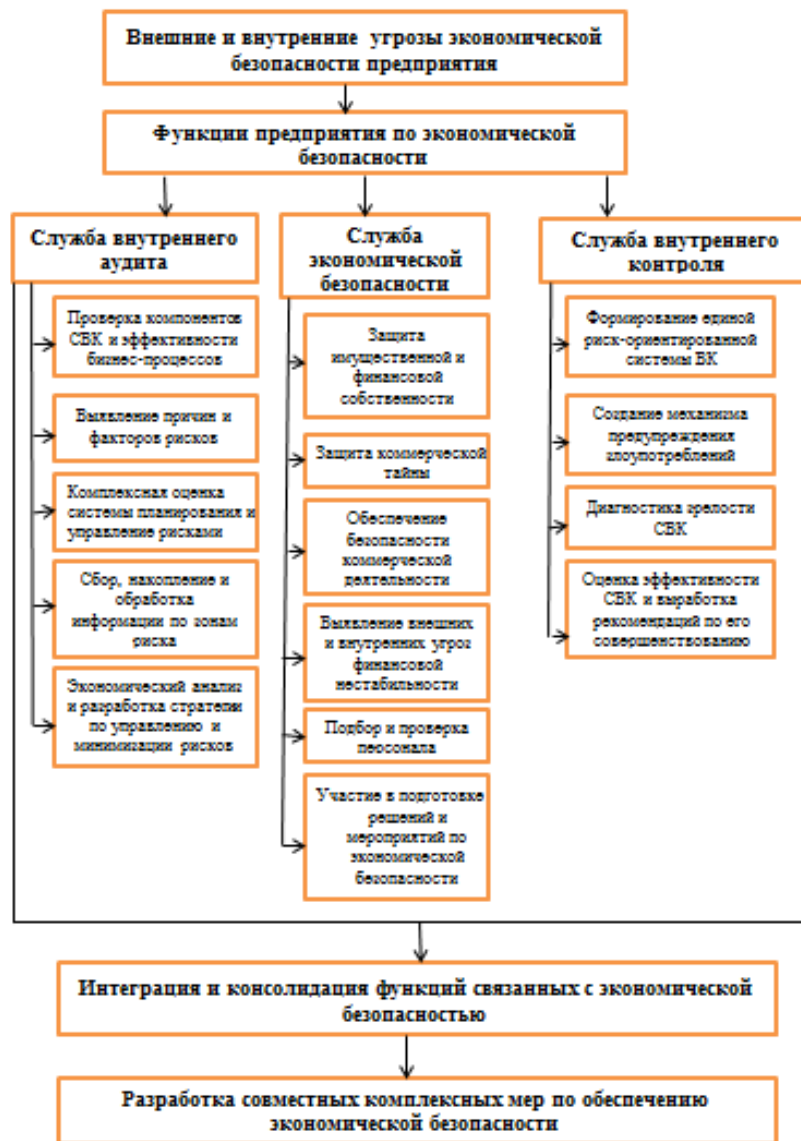 Внешние и внутренние угрозы экономической
безопасности предприятия
Функции предприятия по экономической
безопасности
Служба внутреннего
аудита
Проверка компонентов
СВК и эффективности
бизнес-процессов
Выявление причин и
факторов рисков
Комплексная оценка
системы планирования и
управление рисками
Сбор, накопление и
обработка
информации по зонам
риска
Экономический анализ
и разработка стратегии
по управлению и
минимизации рисков
Служба
экономической
безопасности
Защита
имущественной и
финансовой
собственности
Защита коммерческой
тайны
Обеспечение
безопасности
коммерческой
деятельности
Выявление внешних
и внутренних угроз
финансовой
нестабильности
Подбор и проверка
персонала
Участие в подготовке
решений и
мероприятий по
экономической
безопасности
Служба внутреннего
контроля
Формирование единой
риск-ориентированной
системы ВК
Создание механизма
предупреждения
злоупотреблений
Диагностика зрелости
СВК
Оценка эффективности
СВК и выработка
рекомендаций по его
совершенствованию
Интеграция и консолидация функций связанных с экономической
безопасностью
Разработка совместных комплексных мер по обеспечению
экономической безопасности